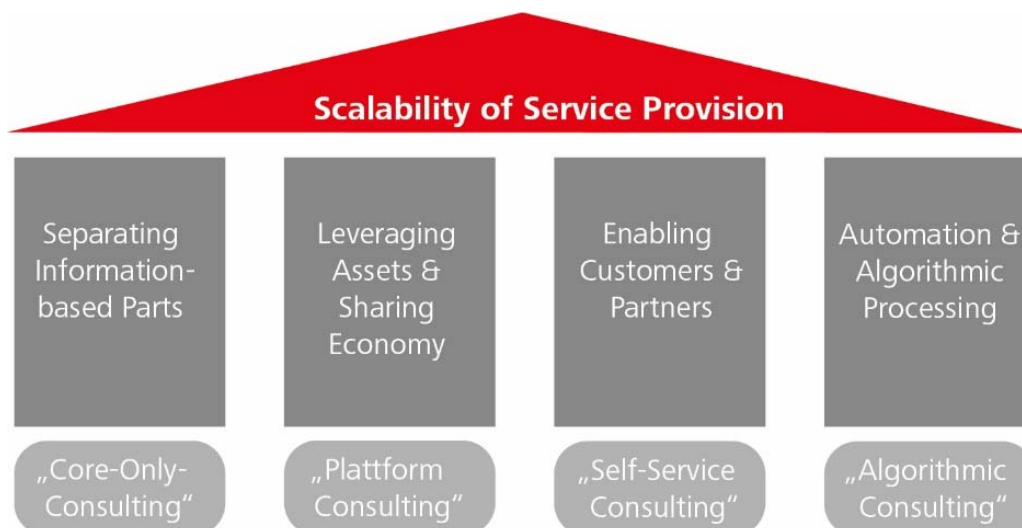 Scalability of Service Provision
Separating
Information-
based Parts
Leveraging
Assets &
Sharing
Economy
Enabling
Customers &
Partners
Automation &
Algorithmic
Processing
„Core-Only-
Consulting“
„Plattform
Consulting“
„Self-Service
Consulting“
„Algorithmic
Consulting“